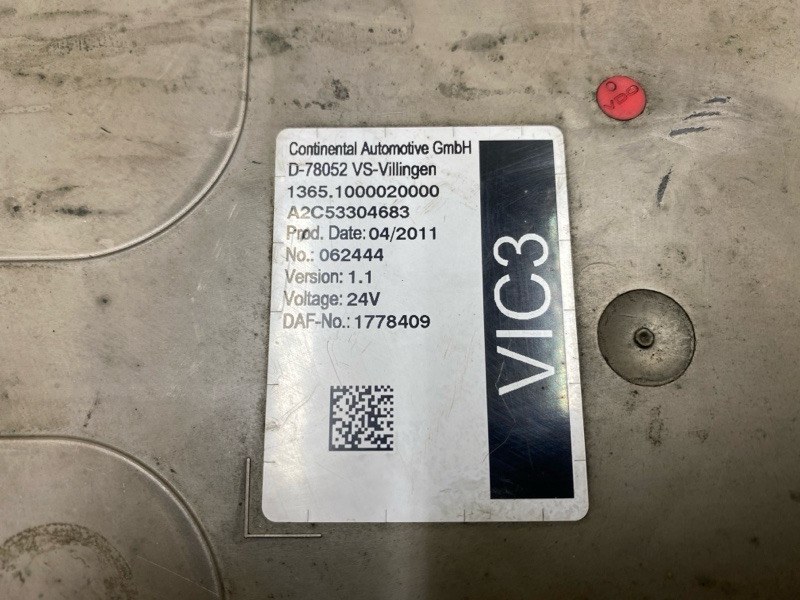 VDO
Continental Automotive GmbH
D-78052 VS-Villingen
1365.1000020000
A2C53304683
Prod. Date: 04/2011
No.: 062444
Version: 1.1
Voltage: 24V
DAF-No.: 1778409
VIC3